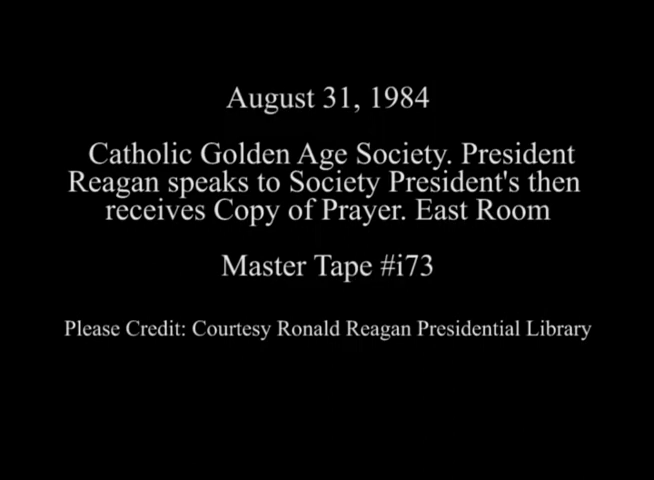 August 31, 1984
Catholic Golden Age Society. President
Reagan speaks to Society President's then
receives Copy of Prayer. East Room
Master Tape #i73
Please Credit: Courtesy Ronald Reagan Presidential Library